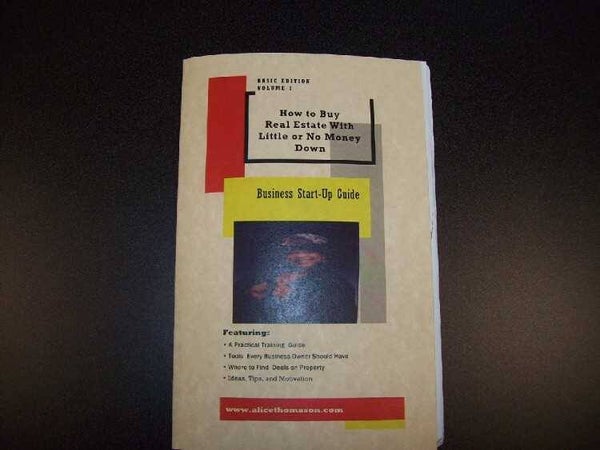 BASIC EDITION
VOLUME 1
How to Buy
Real Estate With
Little or No Money
Down
Business Start-Up Guide
Featuring:
• A Practical Training Guide
• Tools Every Business Owner Should Have
• Where to Find Deals on Property
• Ideas, Tips, and Motivation
www.alicethomason.com